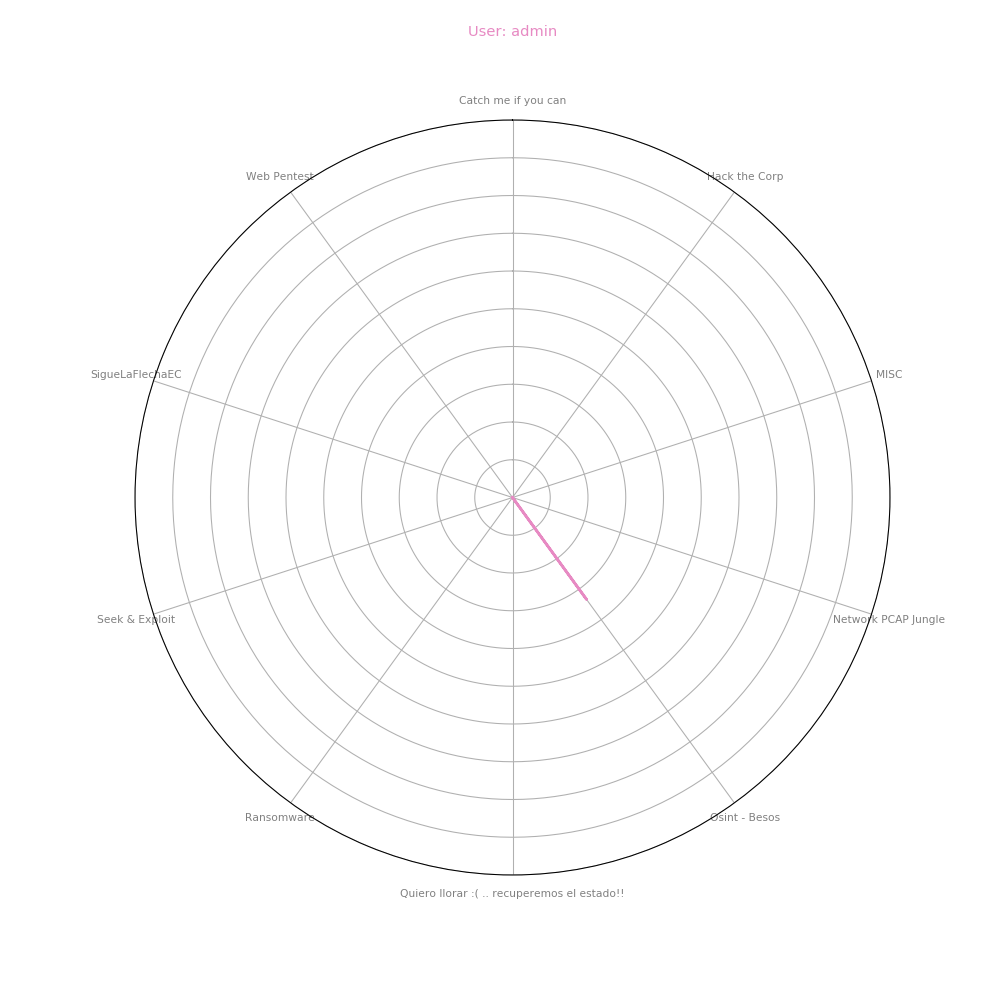 User: admin
Catch me if you can
Web Pentest
Hack the Corp
SigueLaFlechaEC
MISC
Seek & Exploit
Network PCAP Jungle
Ransomware
Osint - Besos
Quiero llorar :( .. recuperemos el estado!!